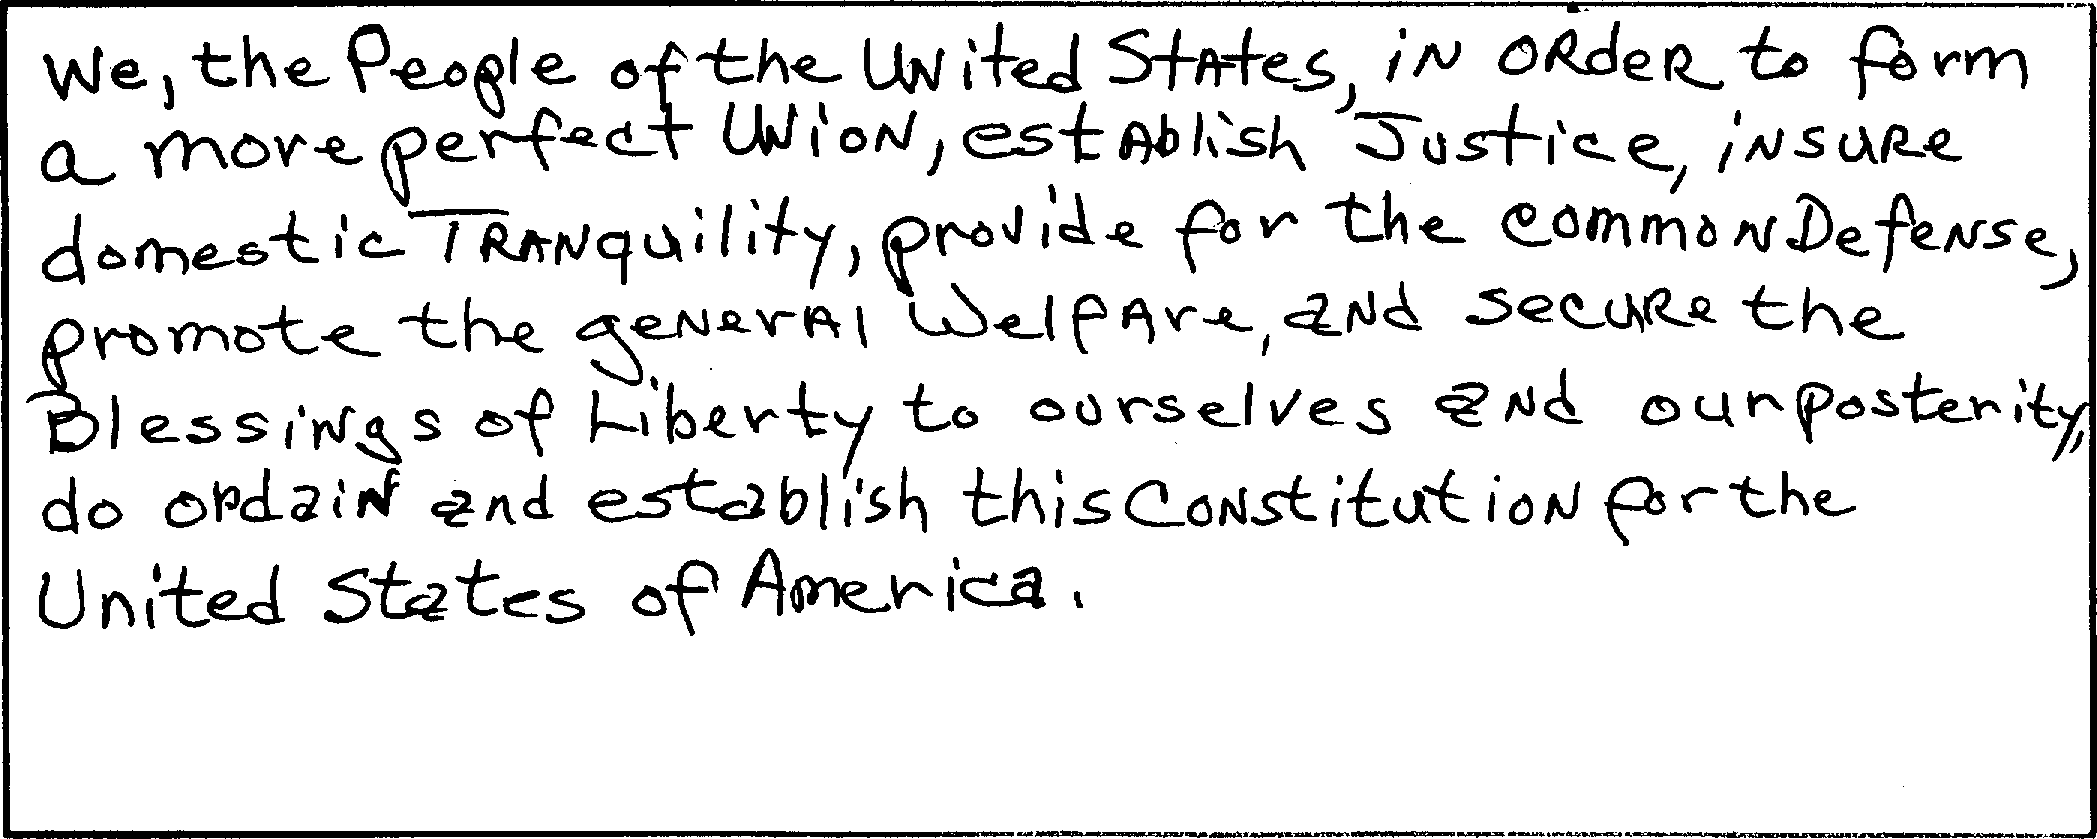 We, the People of the United States, in order to form
a more perfect Union, establish Justice, insure
domestic Tranquility, provide for the common Defense,
promote the general Welfare, and secure the
Blessings of Liberty to ourselves and our posterity,
do ordain and establish this Constitution for the
United States of America.